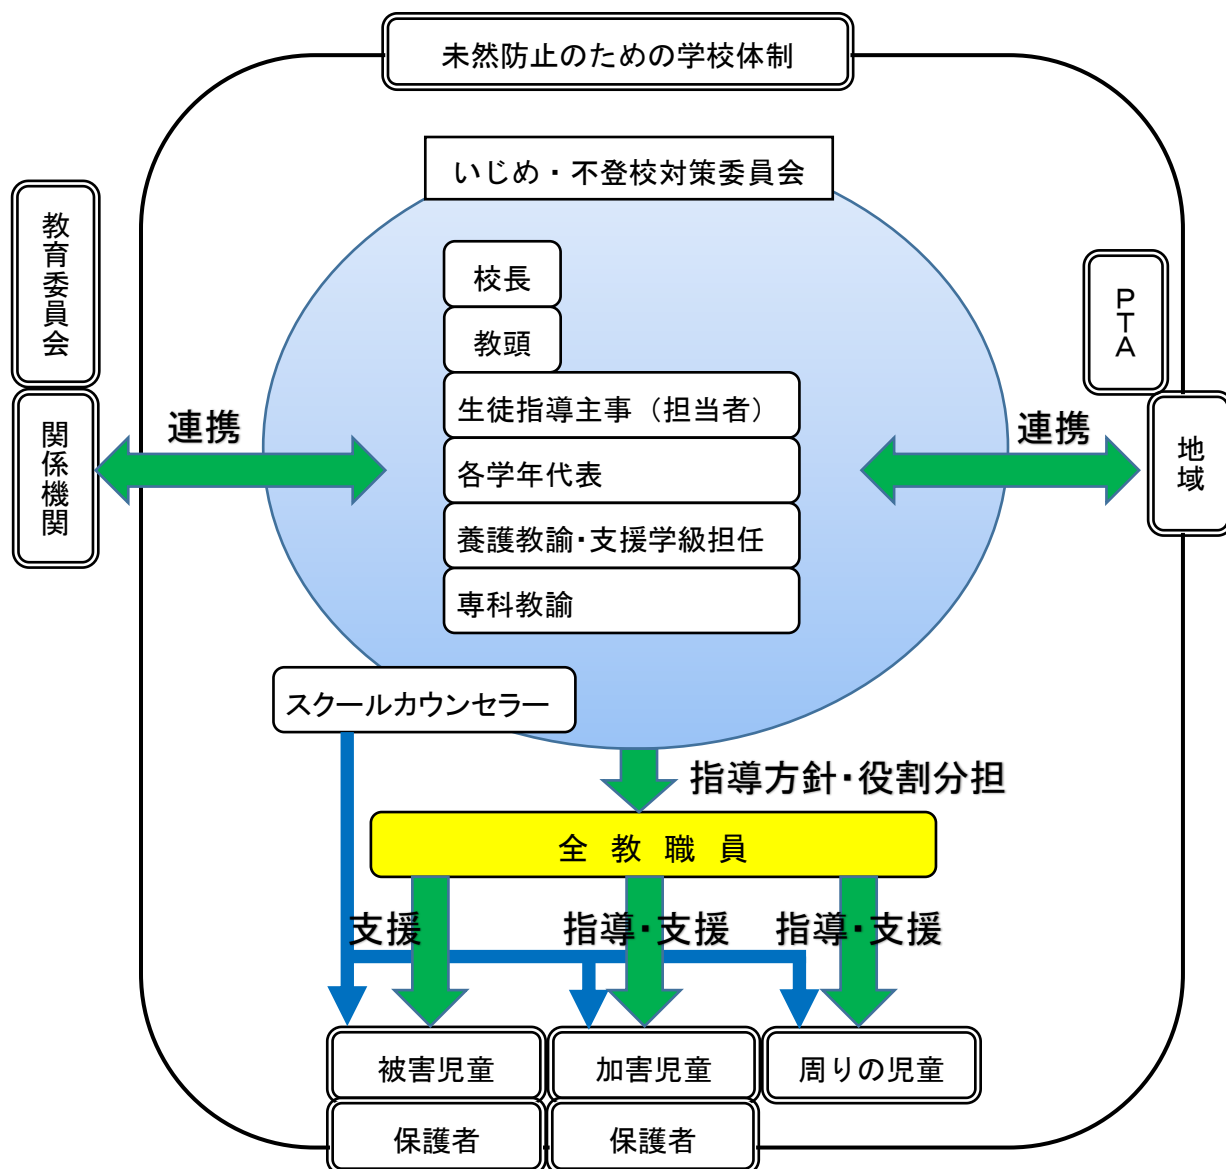 未然防止のための学校体制
いじめ・不登校対策委員会
教育委員会
関係機関
連携
校長
教頭
生徒指導主事（担当者）
各学年代表
養護教諭・支援学級担任
専科教諭
スクールカウンセラー
連携
PTA
地域
指導方針・役割分担
全教職員
支援
指導・支援
指導・支援
被害児童
加害児童
周りの児童
保護者
保護者